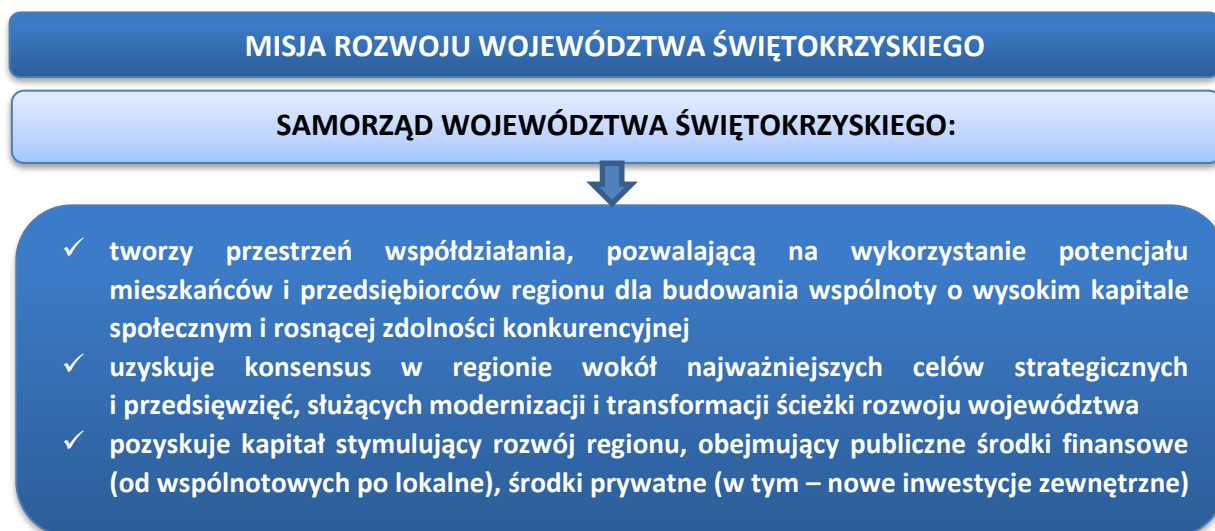 MISJA ROZWOJU WOJEWÓDZTWA ŚWIĘTOKRZYSKIEGO
SAMORZĄD WOJEWÓDZTWA ŚWIĘTOKRZYSKIEGO:
✓ tworzy przestrzeń współdziałania, pozwalającą na wykorzystanie potencjału
mieszkańców i przedsiębiorców regionu dla budowania wspólnoty o wysokim kapitale
społecznym i rosnącej zdolności konkurencyjnej
✓ uzyskuje konsensus w regionie wokół najważniejszych celów strategicznych
i przedsięwzięć, służących modernizacji i transformacji ścieżki rozwoju województwa
✓ pozyskuje kapitał stymulujący rozwój regionu, obejmujący publiczne środki finansowe
(od wspólnotowych po lokalne), środki prywatne (w tym – nowe inwestycje zewnętrzne)